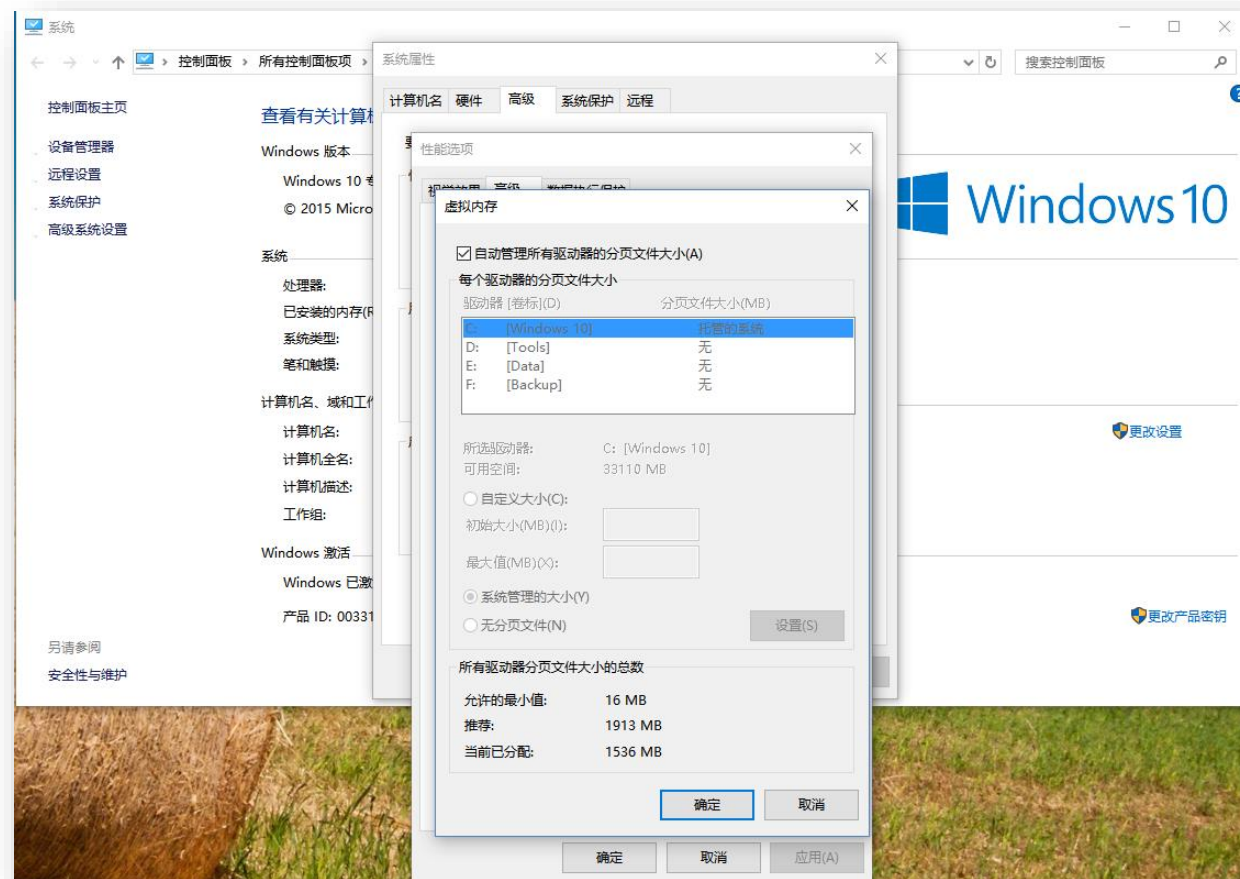 系统
控制面板 › 所有控制面板项 ›
搜索控制面板
控制面板主页
设备管理器
远程设置
系统保护
高级系统设置
另请参阅
安全性与维护
查看有关计算机
Windows 版本
Windows 10 专
© 2015 Micro
系统
处理器:
已安装的内存(R
系统类型:
笔和触摸:
计算机名、域和工作
计算机名:
计算机全名:
计算机描述:
工作组:
Windows 激活
Windows 已激
产品 ID: 00331
Windows 10
更改设置
更改产品密钥
系统属性
计算机名 硬件 高级 系统保护 远程
性能选项
视觉效果 高级 数据执行保护
虚拟内存
自动管理所有驱动器的分页文件大小(A)
每个驱动器的分页文件大小
驱动器 [卷标](D) 分页文件大小(MB)
C: [Windows 10] 托管的系统
D: [Tools] 无
E: [Data] 无
F: [Backup] 无
所选驱动器: C: [Windows 10]
可用空间: 33110 MB
自定义大小(C):
初始大小(MB)(I):
最大值(MB)(X):
系统管理的大小(Y)
无分页文件(N) 设置(S)
所有驱动器分页文件大小的总数
允许的最小值: 16 MB
推荐: 1913 MB
当前已分配: 1536 MB
确定 取消
确定 取消 应用(A)